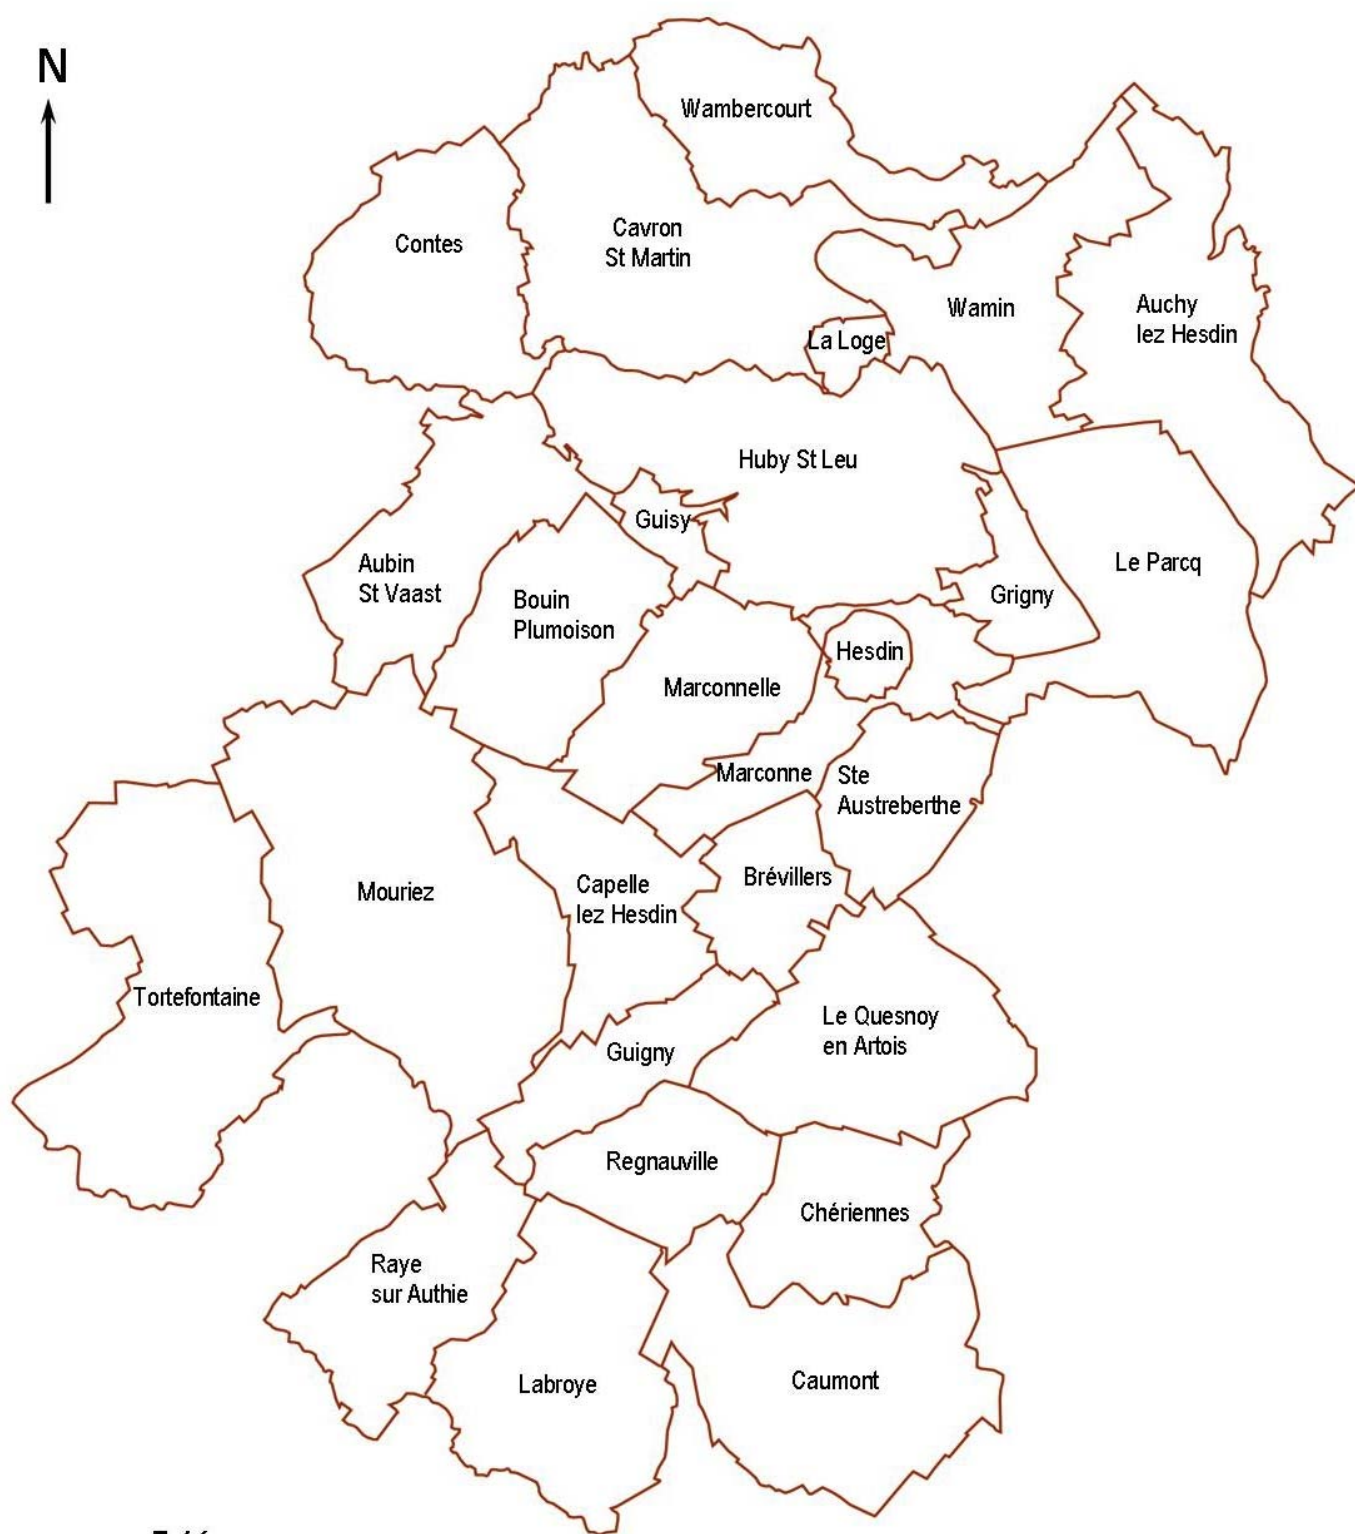 N
Wambercourt
Contes
Cavron
St Martin
Wamin
Auchy
lez Hesdin
La Loge
Huby St Leu
Guisy
Aubin
St Vaast
Bouin
Plumoison
Le Parcq
Grigny
Hesdin
Marconnelle
Marconne
Ste
Austreberthe
Mouriez
Capelle
lez Hesdin
Brévillers
Tortefontaine
Le Quesnoy
en Artois
Guigny
Regnauville
Chériennes
Raye
sur Authie
Labroye
Caumont